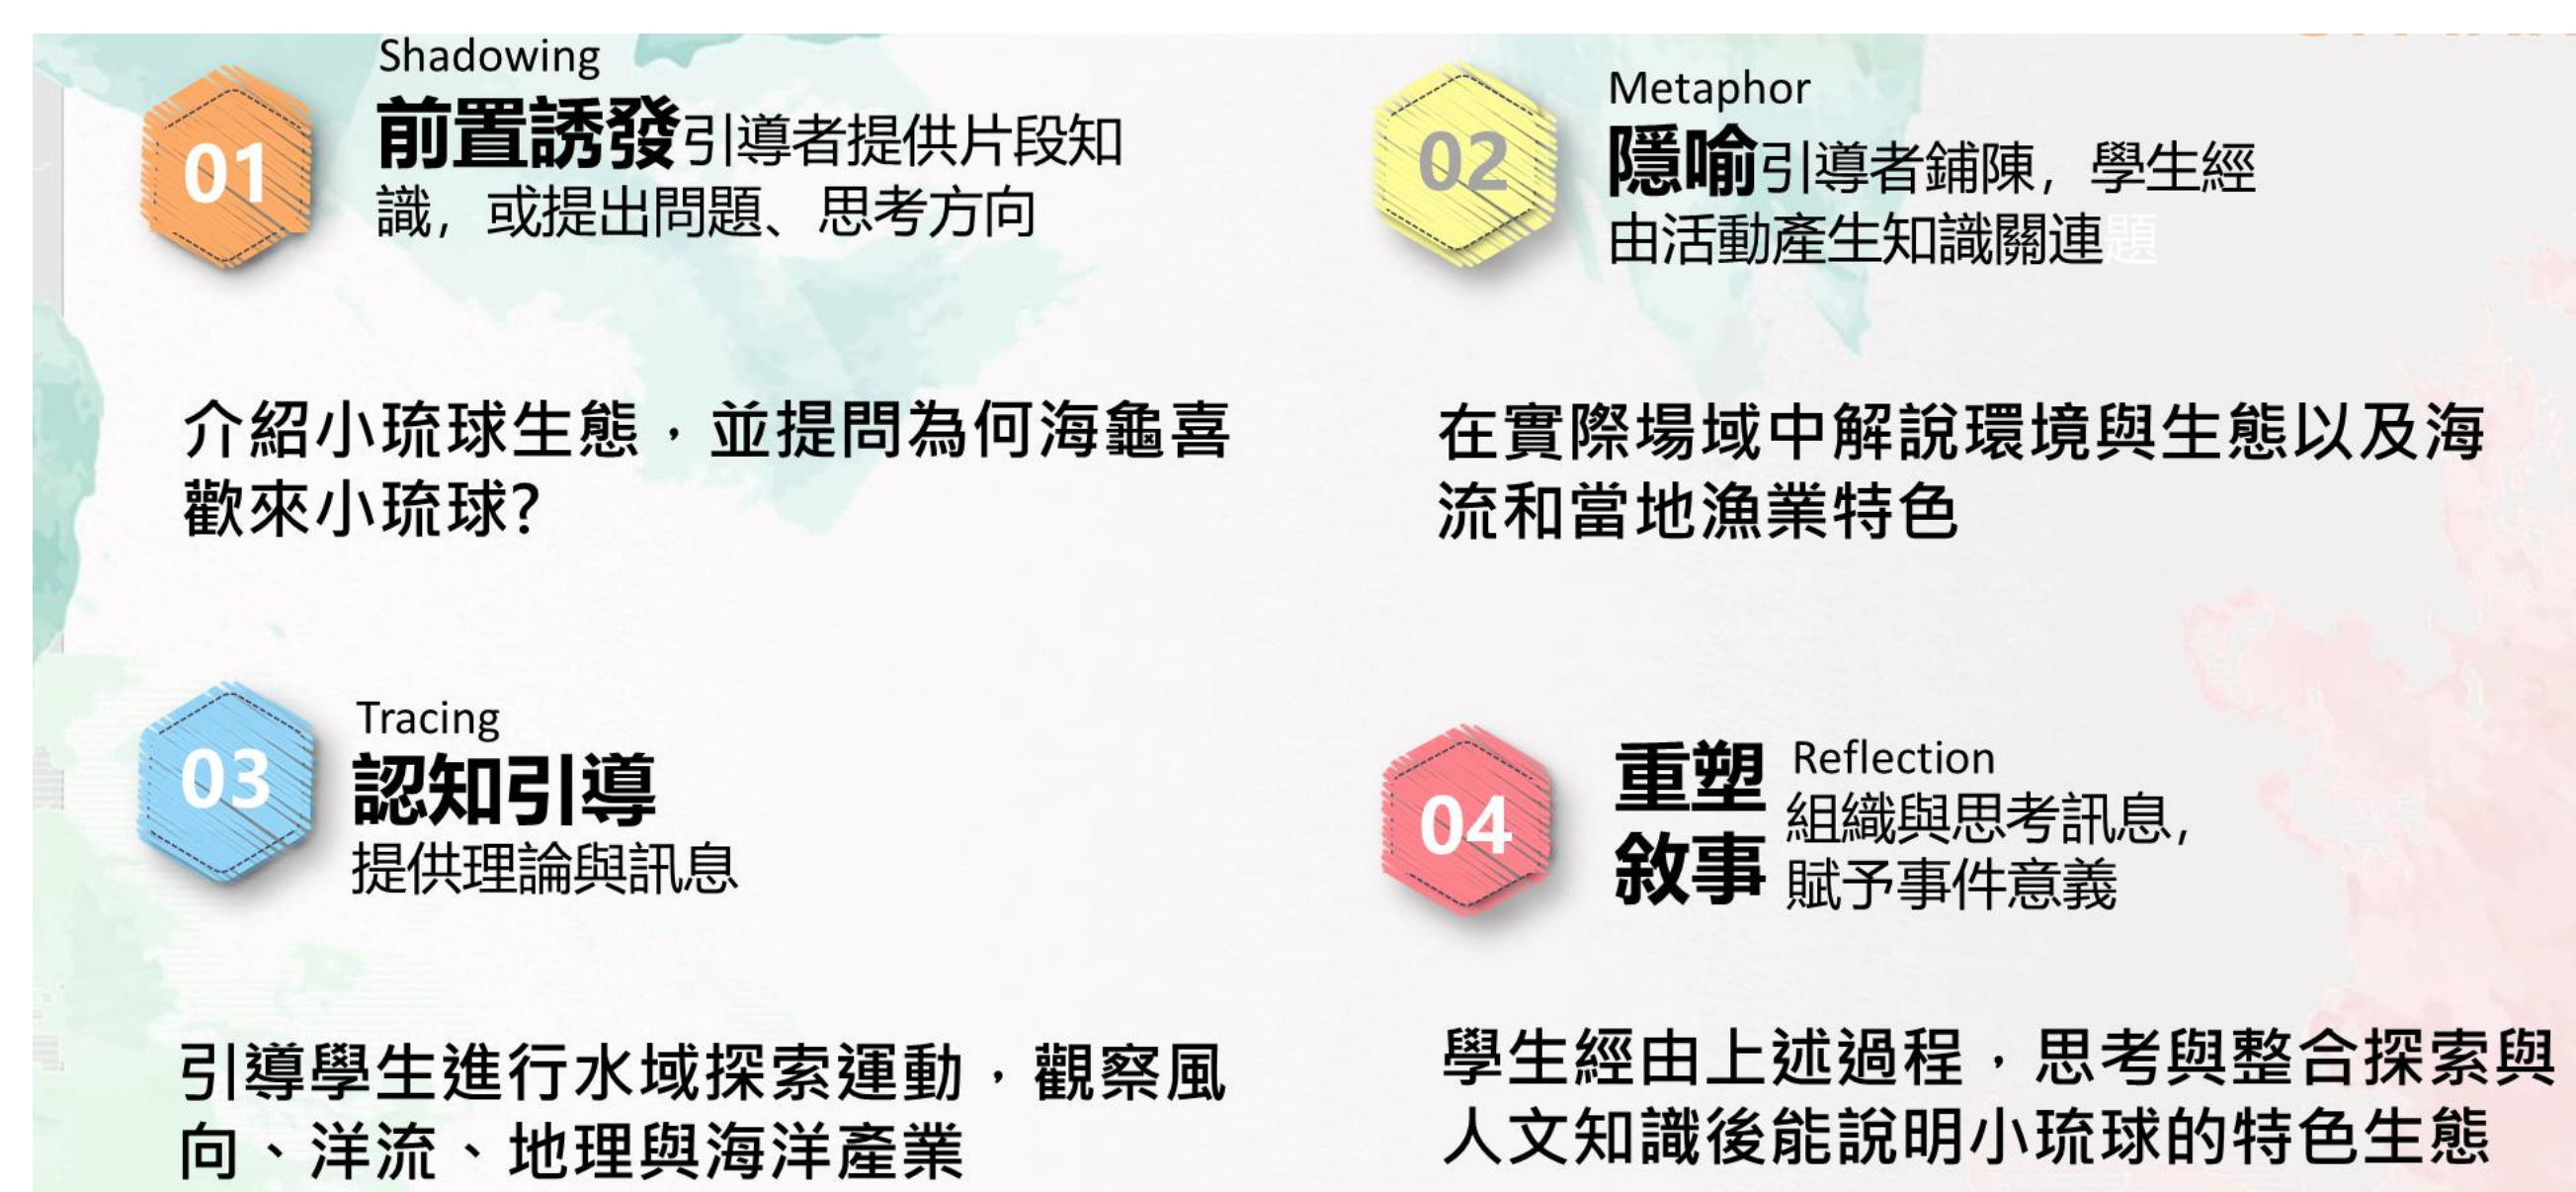 Shadowing
01
前置誘發引導者提供片段知
識，或提出問題、思考方向
介紹小琉球生態，並提問為何海龜喜
歡來小琉球?
Metaphor
02
隱喻引導者鋪陳，學生經
由活動產生知識關連題
在實際場域中解說環境與生態以及海
流和當地漁業特色
Tracing
03
認知引導
提供理論與訊息
引導學生進行水域探索運動，觀察風
向、洋流、地理與海洋產業
04
重塑
敘事
Reflection
組織與思考訊息，
賦予事件意義
學生經由上述過程，思考與整合探索與
人文知識後能說明小琉球的特色生態